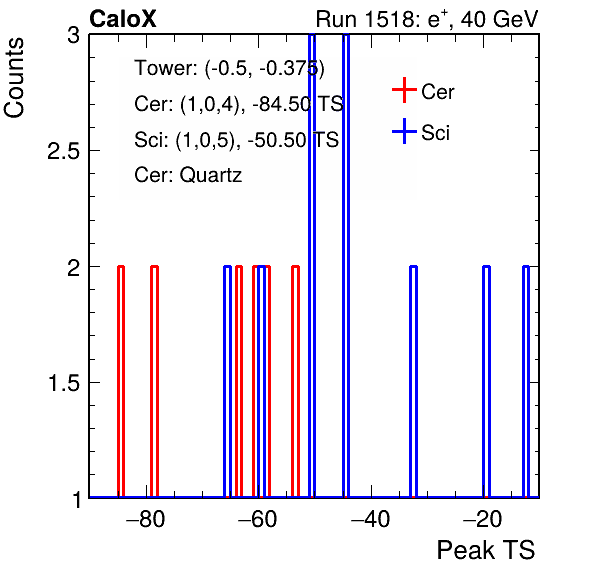 CaloX Run 1518: e⁺, 40 GeV
Counts
3
2.5
2
1.5
1
Tower: (-0.5, -0.375)
Cer: (1,0,4), -84.50 TS
Sci: (1,0,5), -50.50 TS
Cer: Quartz
Cer
Sci
−80 −60 −40 −20
Peak TS